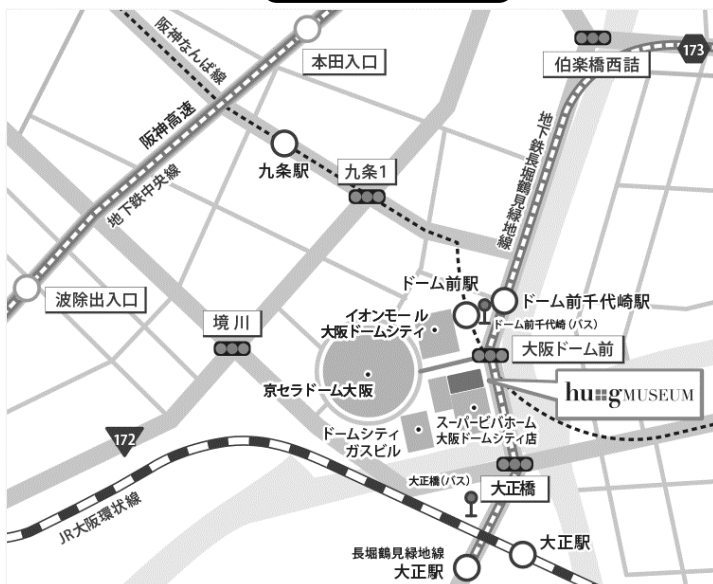 阪神なんば線
本田入口
伯楽橋西詰
173
阪神高速
地下鉄中央線
九条駅
九条1
地下鉄長堀鶴見緑地線
波除出入口
境川
ドーム前駅
ドーム前千代崎駅
ドーム前千代崎(バス)
イオンモール
大阪ドームシティ
大阪ドーム前
京セラドーム大阪
hu::gMUSEUM
スーパービバホーム
大阪ドームシティ店
ドームシティ
ガスビル
172
JR大阪環状線
大正橋(バス)
大正橋
長堀鶴見緑地線
大正駅
大正駅